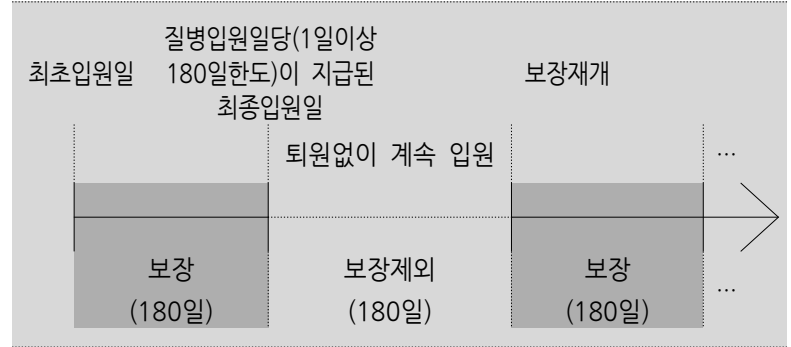 최초입원일
질병입원일당(1일이상
180일한도)이 지급된
최종입원일
보장재개
퇴원없이 계속 입원
...
보장
(180일)
보장제외
(180일)
보장
(180일)
...